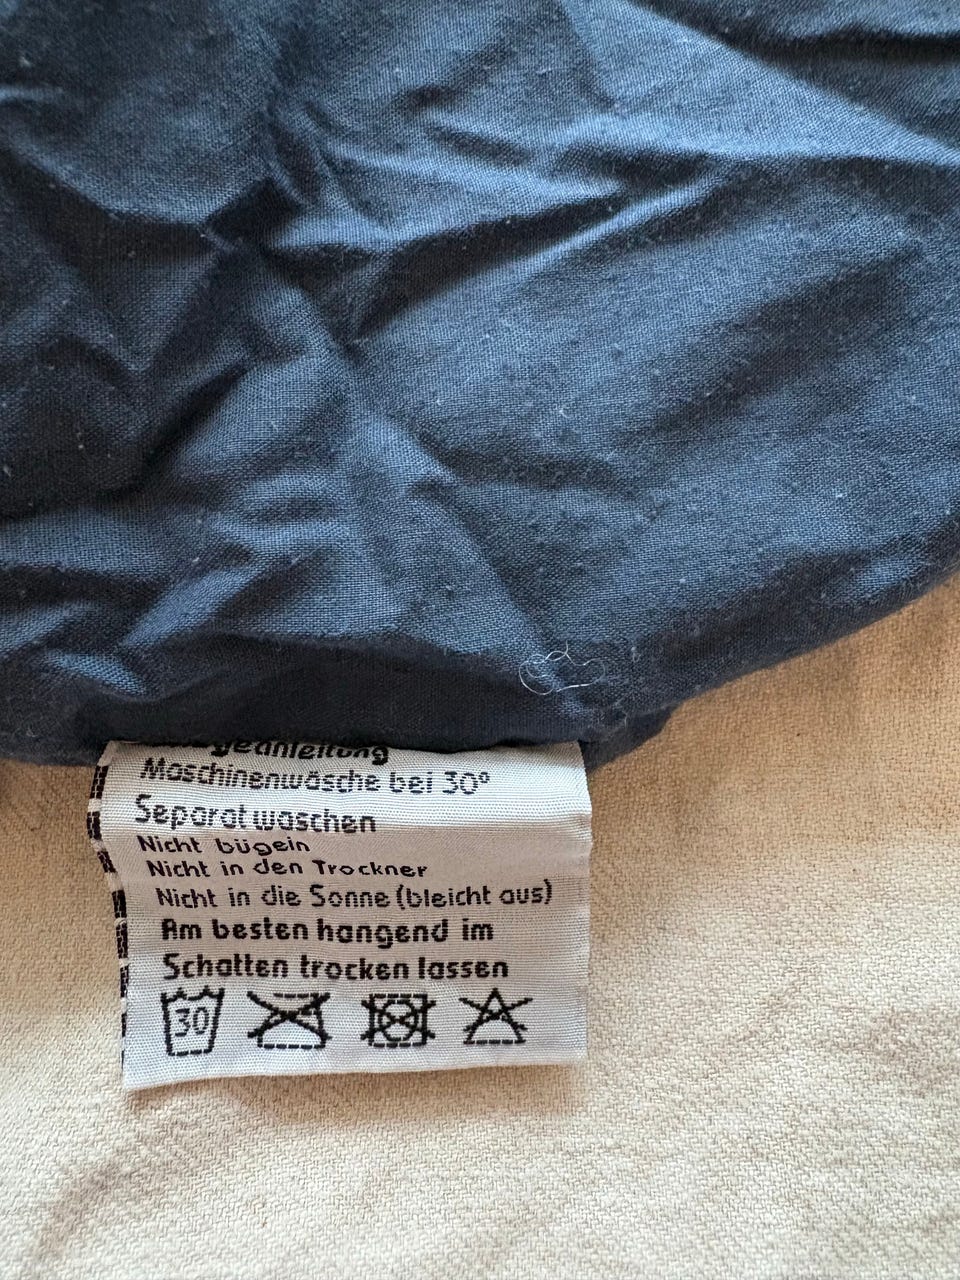 Maschinenwäsche bei 30°
Separat waschen
Nicht bügeln
Nicht in den Trockner
Nicht in die Sonne (bleicht aus)
Am besten hängend im
Schatten trocken lassen
30